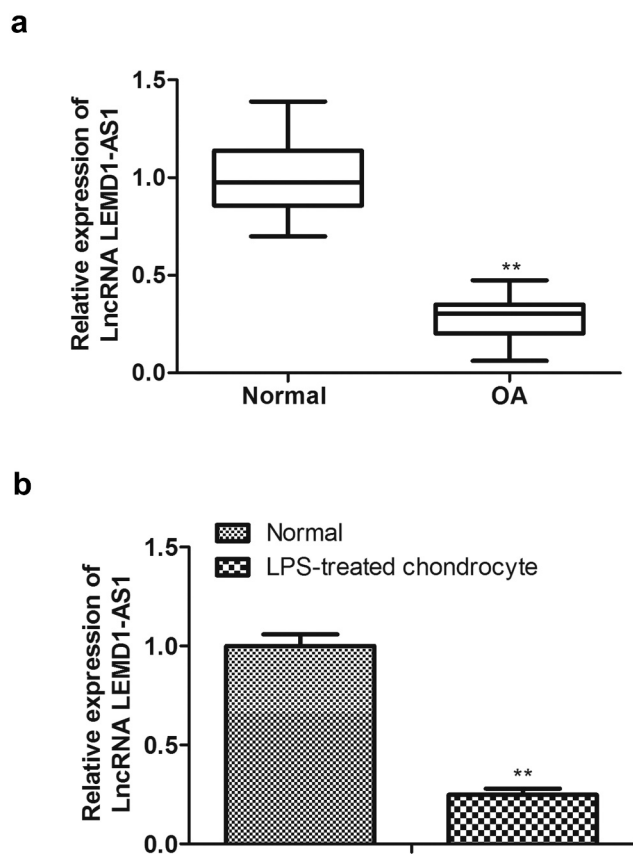 a
Relative expression of
LncRNA LEMD1-AS1
1.5
1.0
0.5
0.0
**
Normal
OA
b
Relative expression of
LncRNA LEMD1-AS1
Normal
LPS-treated chondrocyte
1.5
1.0
0.5
0.0
**